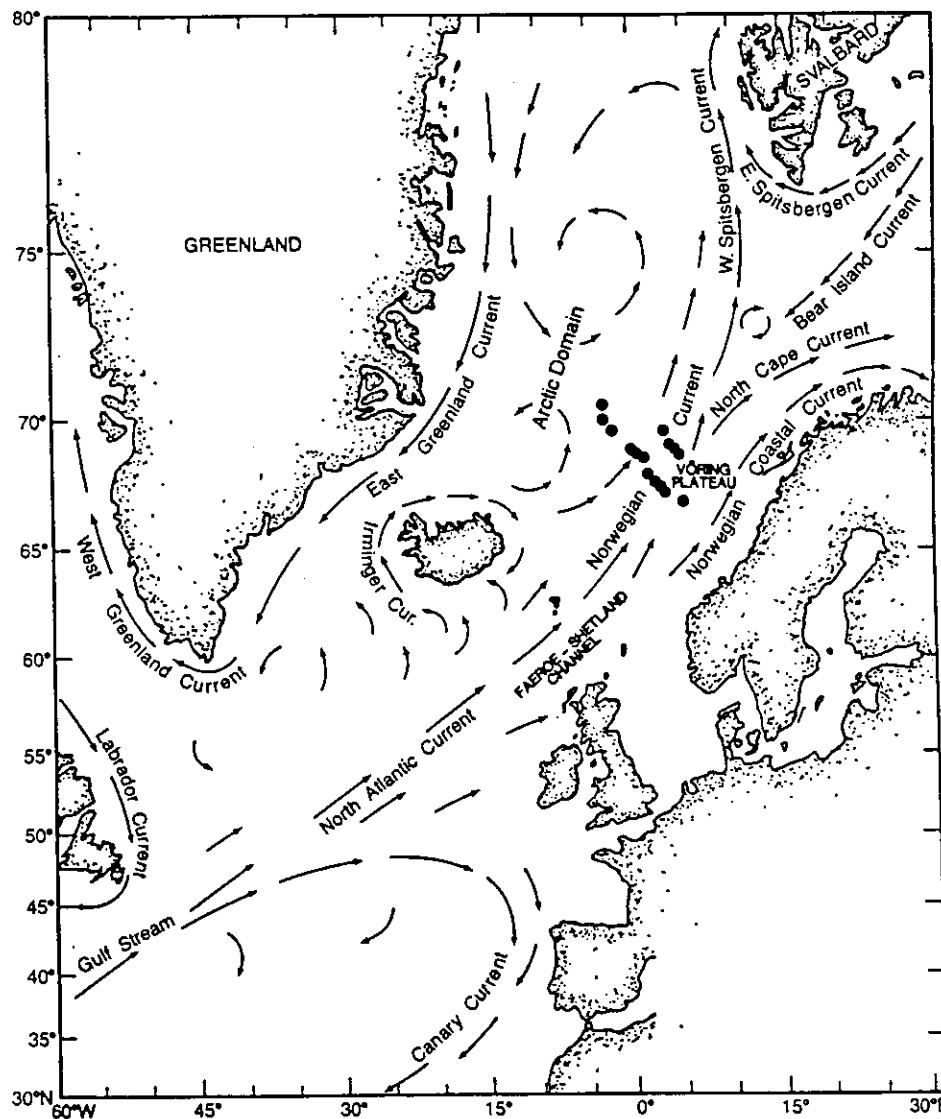 80°
75°
70°
65°
60°
55°
50°
45°
40°
35°
30°N
60°W
45°
30°
15°
0°
15°
30°E
GREENLAND
SVALBARD
W. Spitsbergen Current
E. Spitsbergen Current
Bear Island Current
North Cape Current
Arctic Domain
East Greenland Current
Norwegian Current
VÖRING
PLATEAU
Norwegian Coastal Current
Irminger Cur.
West Greenland Current
FAEROE - SHETLAND
CHANNEL
North Atlantic Current
Labrador Current
Gulf Stream
Canary Current